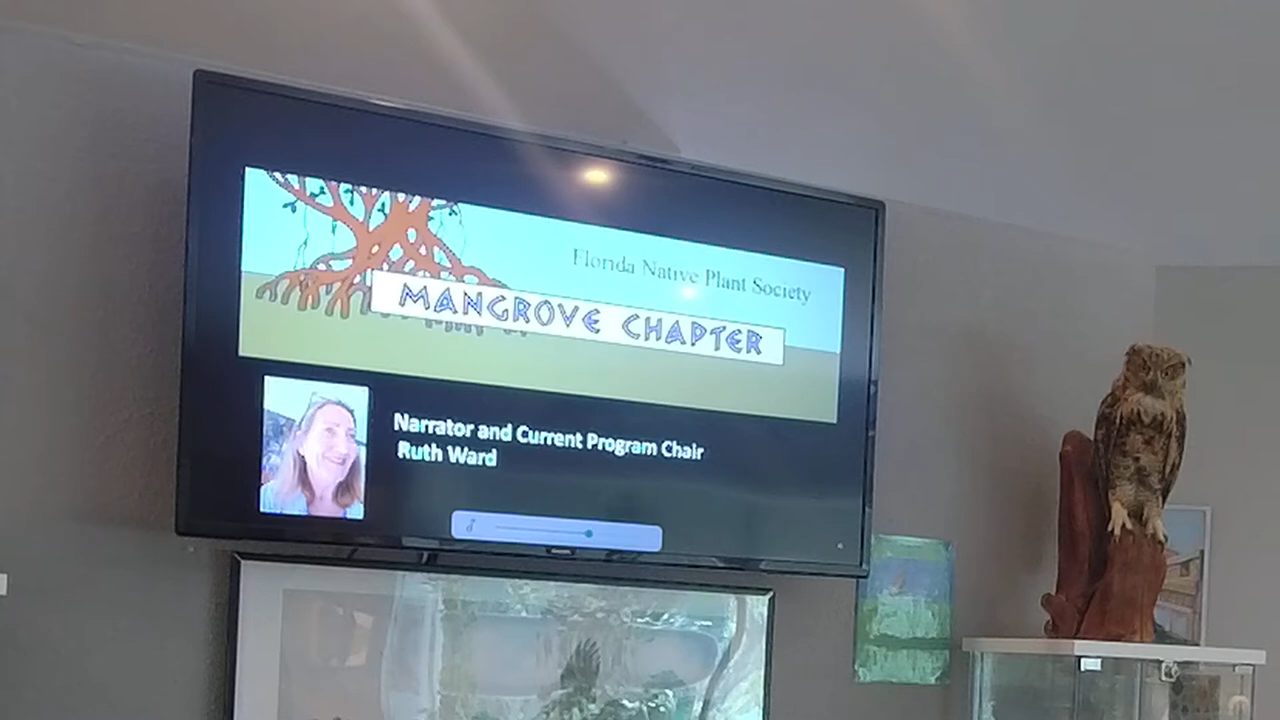 Florida Native Plant Society
MANGROVE CHAPTER
Narrator and Current Program Chair
Ruth Ward